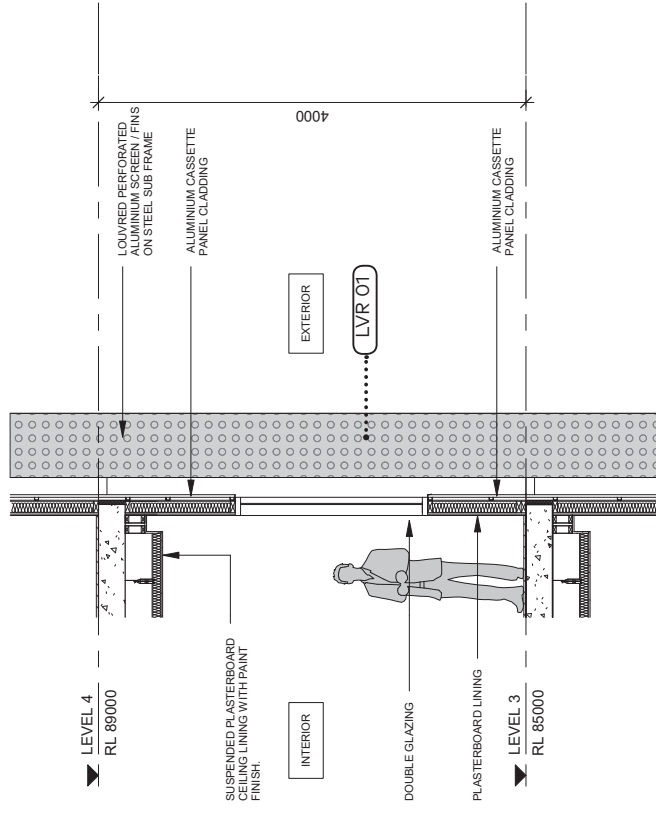 LEVEL 4
RL 89000
LOUVRED PERFORATED
ALUMINIUM SCREEN / FINS
ON STEEL SUB FRAME
ALUMINIUM CASSETTE
PANEL CLADDING
4000
SUSPENDED PLASTERBOARD
CEILING LINING WITH PAINT
FINISH.
INTERIOR
EXTERIOR
LVR 01
DOUBLE GLAZING
PLASTERBOARD LINING
ALUMINIUM CASSETTE
PANEL CLADDING
LEVEL 3
RL 85000